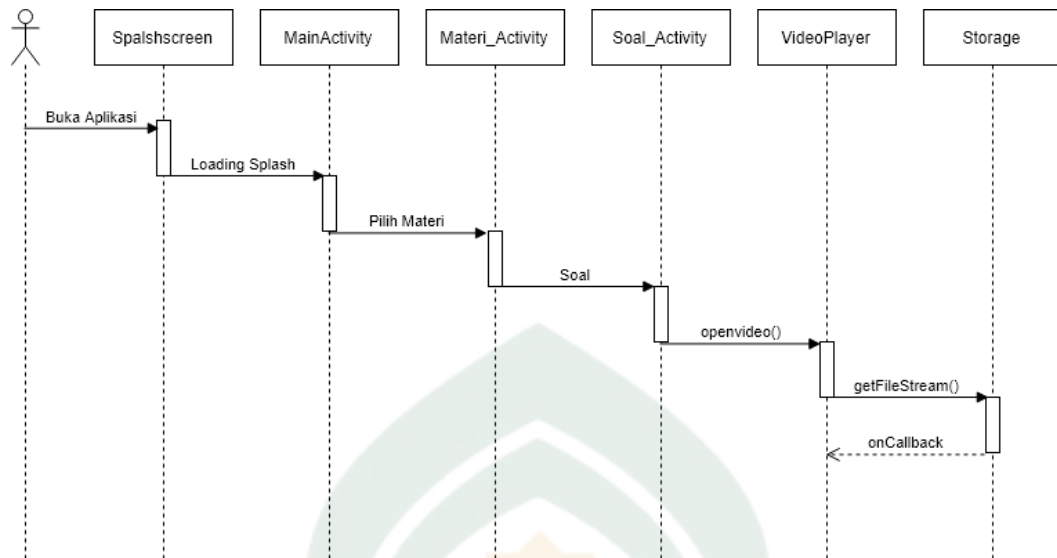 Spalshscreen
MainActivity
Materi_Activity
Soal_Activity
VideoPlayer
Storage
Buka Aplikasi
Loading Splash
Pilih Materi
Soal
openvideo()
getFileStream()
onCallback